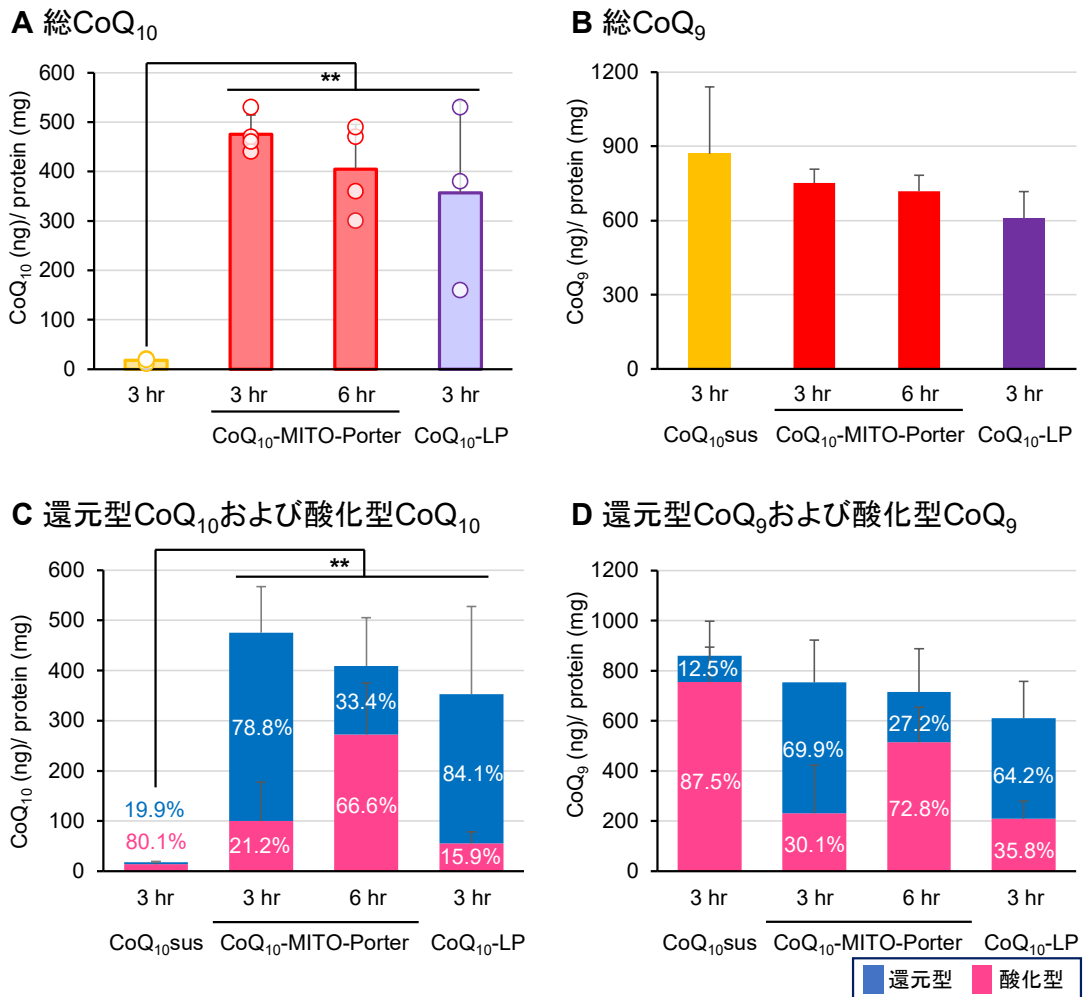 A 総CoQ₁₀
CoQ₁₀ (ng)/ protein (mg)
600
500
400
300
200
100
0
**
3 hr 3 hr 6 hr 3 hr
CoQ₁₀-MITO-Porter CoQ₁₀-LP
B 総CoQ₉
CoQ₉ (ng)/ protein (mg)
1200
900
600
300
0
3 hr 3 hr 6 hr 3 hr
CoQ₁₀sus CoQ₁₀-MITO-Porter CoQ₁₀-LP
C 還元型CoQ₁₀および酸化型CoQ₁₀
CoQ₁₀ (ng)/ protein (mg)
600
500
400
300
200
100
0
**
19.9%
80.1%
78.8%
21.2%
33.4%
66.6%
84.1%
15.9%
3 hr 3 hr 6 hr 3 hr
CoQ₁₀sus CoQ₁₀-MITO-Porter CoQ₁₀-LP
D 還元型CoQ₉および酸化型CoQ₉
CoQ₉ (ng)/ protein (mg)
1200
1000
800
600
400
200
0
12.5%
87.5%
69.9%
30.1%
27.2%
72.8%
64.2%
35.8%
3 hr 3 hr 6 hr 3 hr
CoQ₁₀sus CoQ₁₀-MITO-Porter CoQ₁₀-LP
還元型 酸化型